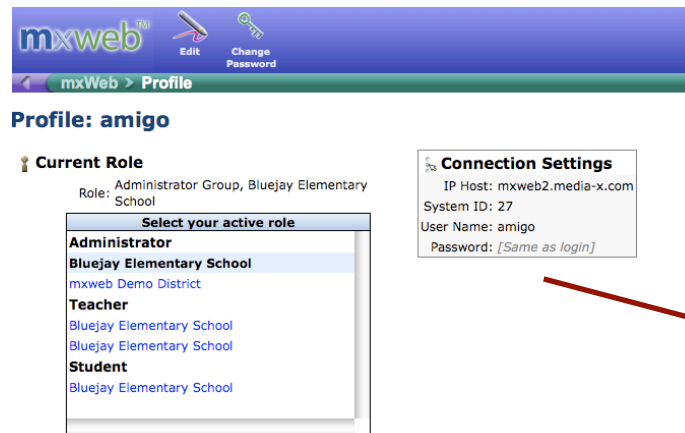 mxweb™
Edit
Change
Password
mxWeb > Profile
Profile: amigo
Current Role
Role: Administrator Group, Bluejay Elementary
School
Select your active role
Administrator
Bluejay Elementary School
mxweb Demo District
Teacher
Bluejay Elementary School
Bluejay Elementary School
Student
Bluejay Elementary School
Connection Settings
IP Host: mxweb2.media-x.com
System ID: 27
User Name: amigo
Password: [Same as login]